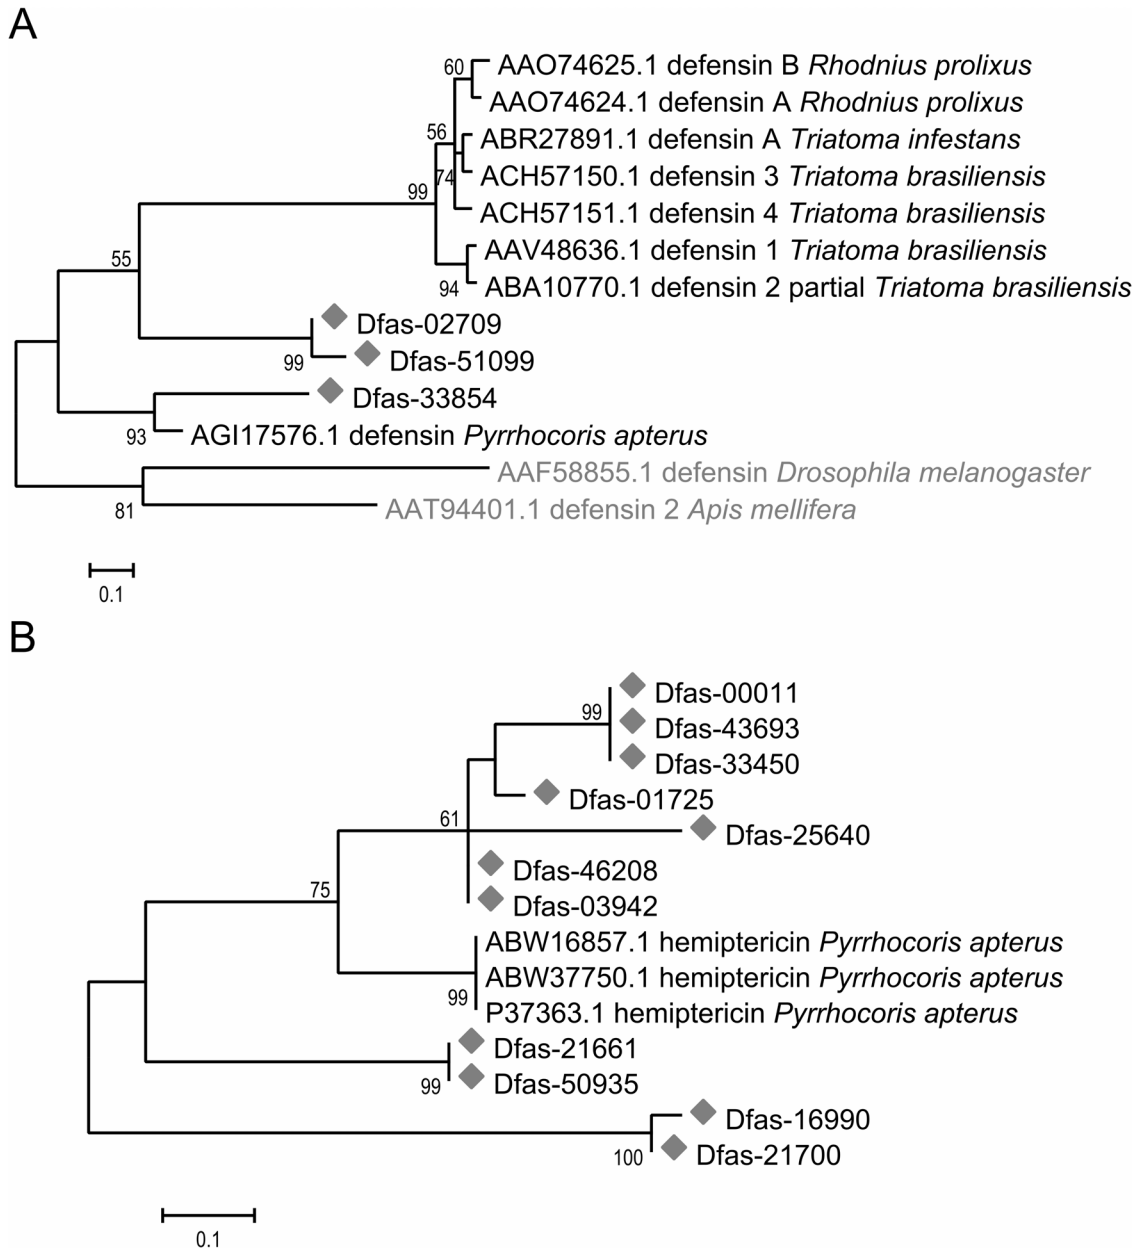 A
60
AAO74625.1 defensin B Rhodnius prolixus
AAO74624.1 defensin A Rhodnius prolixus
56
ABR27891.1 defensin A Triatoma infestans
74
ACH57150.1 defensin 3 Triatoma brasiliensis
99
ACH57151.1 defensin 4 Triatoma brasiliensis
55
AAV48636.1 defensin 1 Triatoma brasiliensis
94
ABA10770.1 defensin 2 partial Triatoma brasiliensis
Dfas-02709
99
Dfas-51099
Dfas-33854
93
AGI17576.1 defensin Pyrrhocoris apterus
AAF58855.1 defensin Drosophila melanogaster
81
AAT94401.1 defensin 2 Apis mellifera
0.1
B
Dfas-00011
99
Dfas-43693
Dfas-33450
Dfas-01725
61
Dfas-25640
Dfas-46208
75
Dfas-03942
ABW16857.1 hemiptericin Pyrrhocoris apterus
ABW37750.1 hemiptericin Pyrrhocoris apterus
99
P37363.1 hemiptericin Pyrrhocoris apterus
Dfas-21661
99
Dfas-50935
Dfas-16990
100
Dfas-21700
0.1